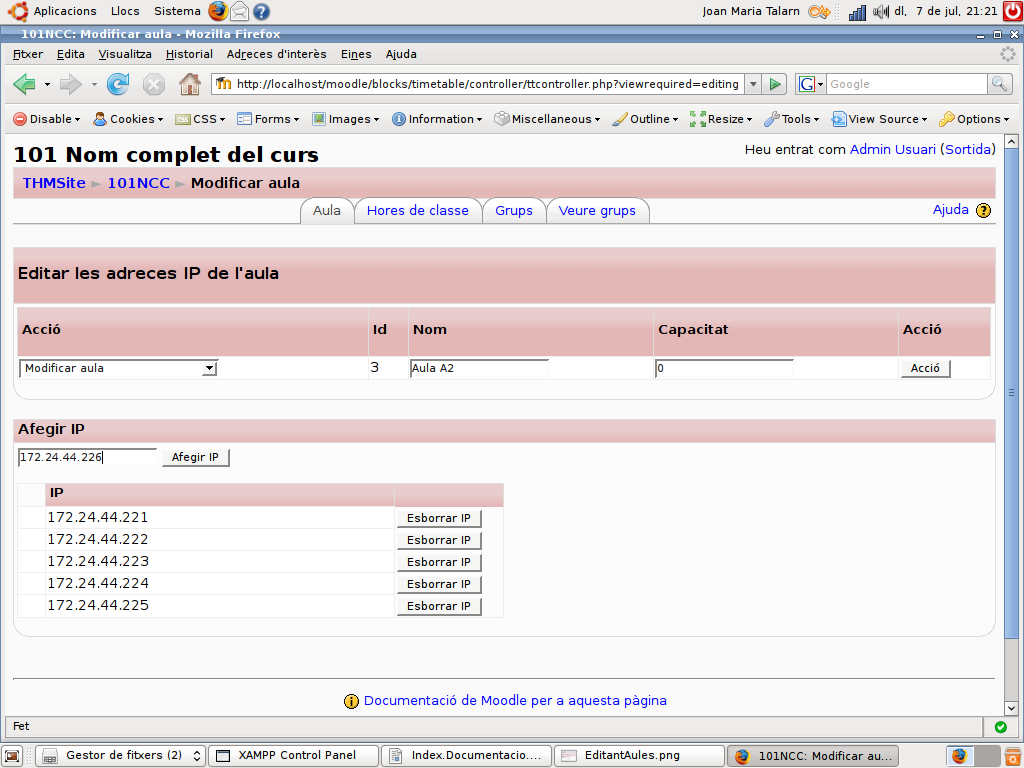 Aplicacions Llocs Sistema Joan Maria Talarn dl, 7 de jul, 21:21
101NCC: Modificar aula - Mozilla Firefox
Fitxer Edita Visualitza Historial Adreces d'interès Eines Ajuda
http://localhost/moodle/blocks/timetable/controller/ttcontroller.php?viewrequired=editing Google
Disable Cookies CSS Forms Images Information Miscellaneous Outline Resize Tools View Source Options
101 Nom complet del curs
Heu entrat com Admin Usuari (Sortida)
THMSite ► 101NCC ► Modificar aula
Aula Hores de classe Grups Veure grups Ajuda
Editar les adreces IP de l'aula
Acció Id Nom Capacitat Acció
Modificar aula 3 Aula A2 0 Acció
Afegir IP
172.24.44.226 Afegir IP
IP
172.24.44.221 Esborrar IP
172.24.44.222 Esborrar IP
172.24.44.223 Esborrar IP
172.24.44.224 Esborrar IP
172.24.44.225 Esborrar IP
Documentació de Moodle per a aquesta pàgina
Fet
Gestor de fitxers (2) XAMPP Control Panel Index.Documentacio.... EditantAules.png 101NCC: Modificar au...